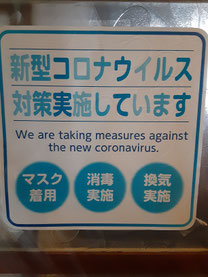 新型コロナウイルス
対策実施しています
We are taking measures against
the new coronavirus.
マスク
着用
消毒
実施
換気
実施